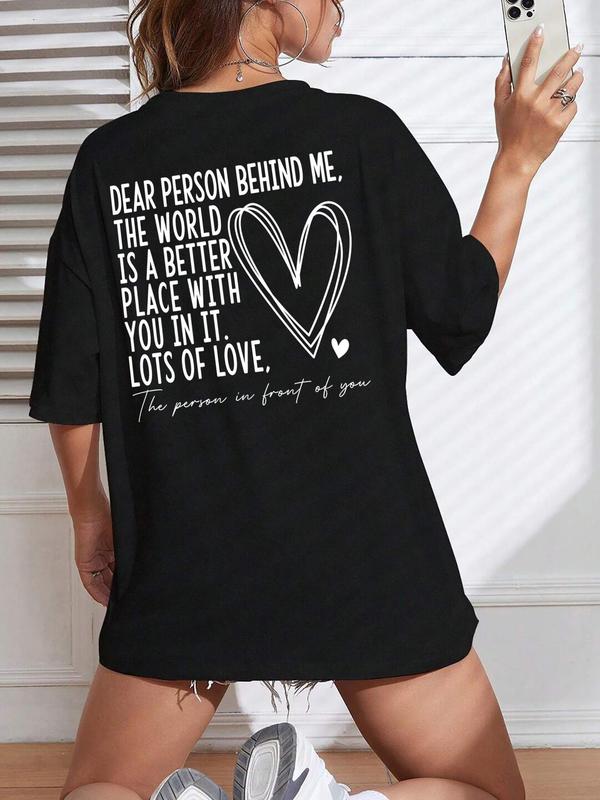 DEAR PERSON BEHIND ME,
THE WORLD
IS A BETTER
PLACE WITH
YOU IN IT.
LOTS OF LOVE,
The person in front of you